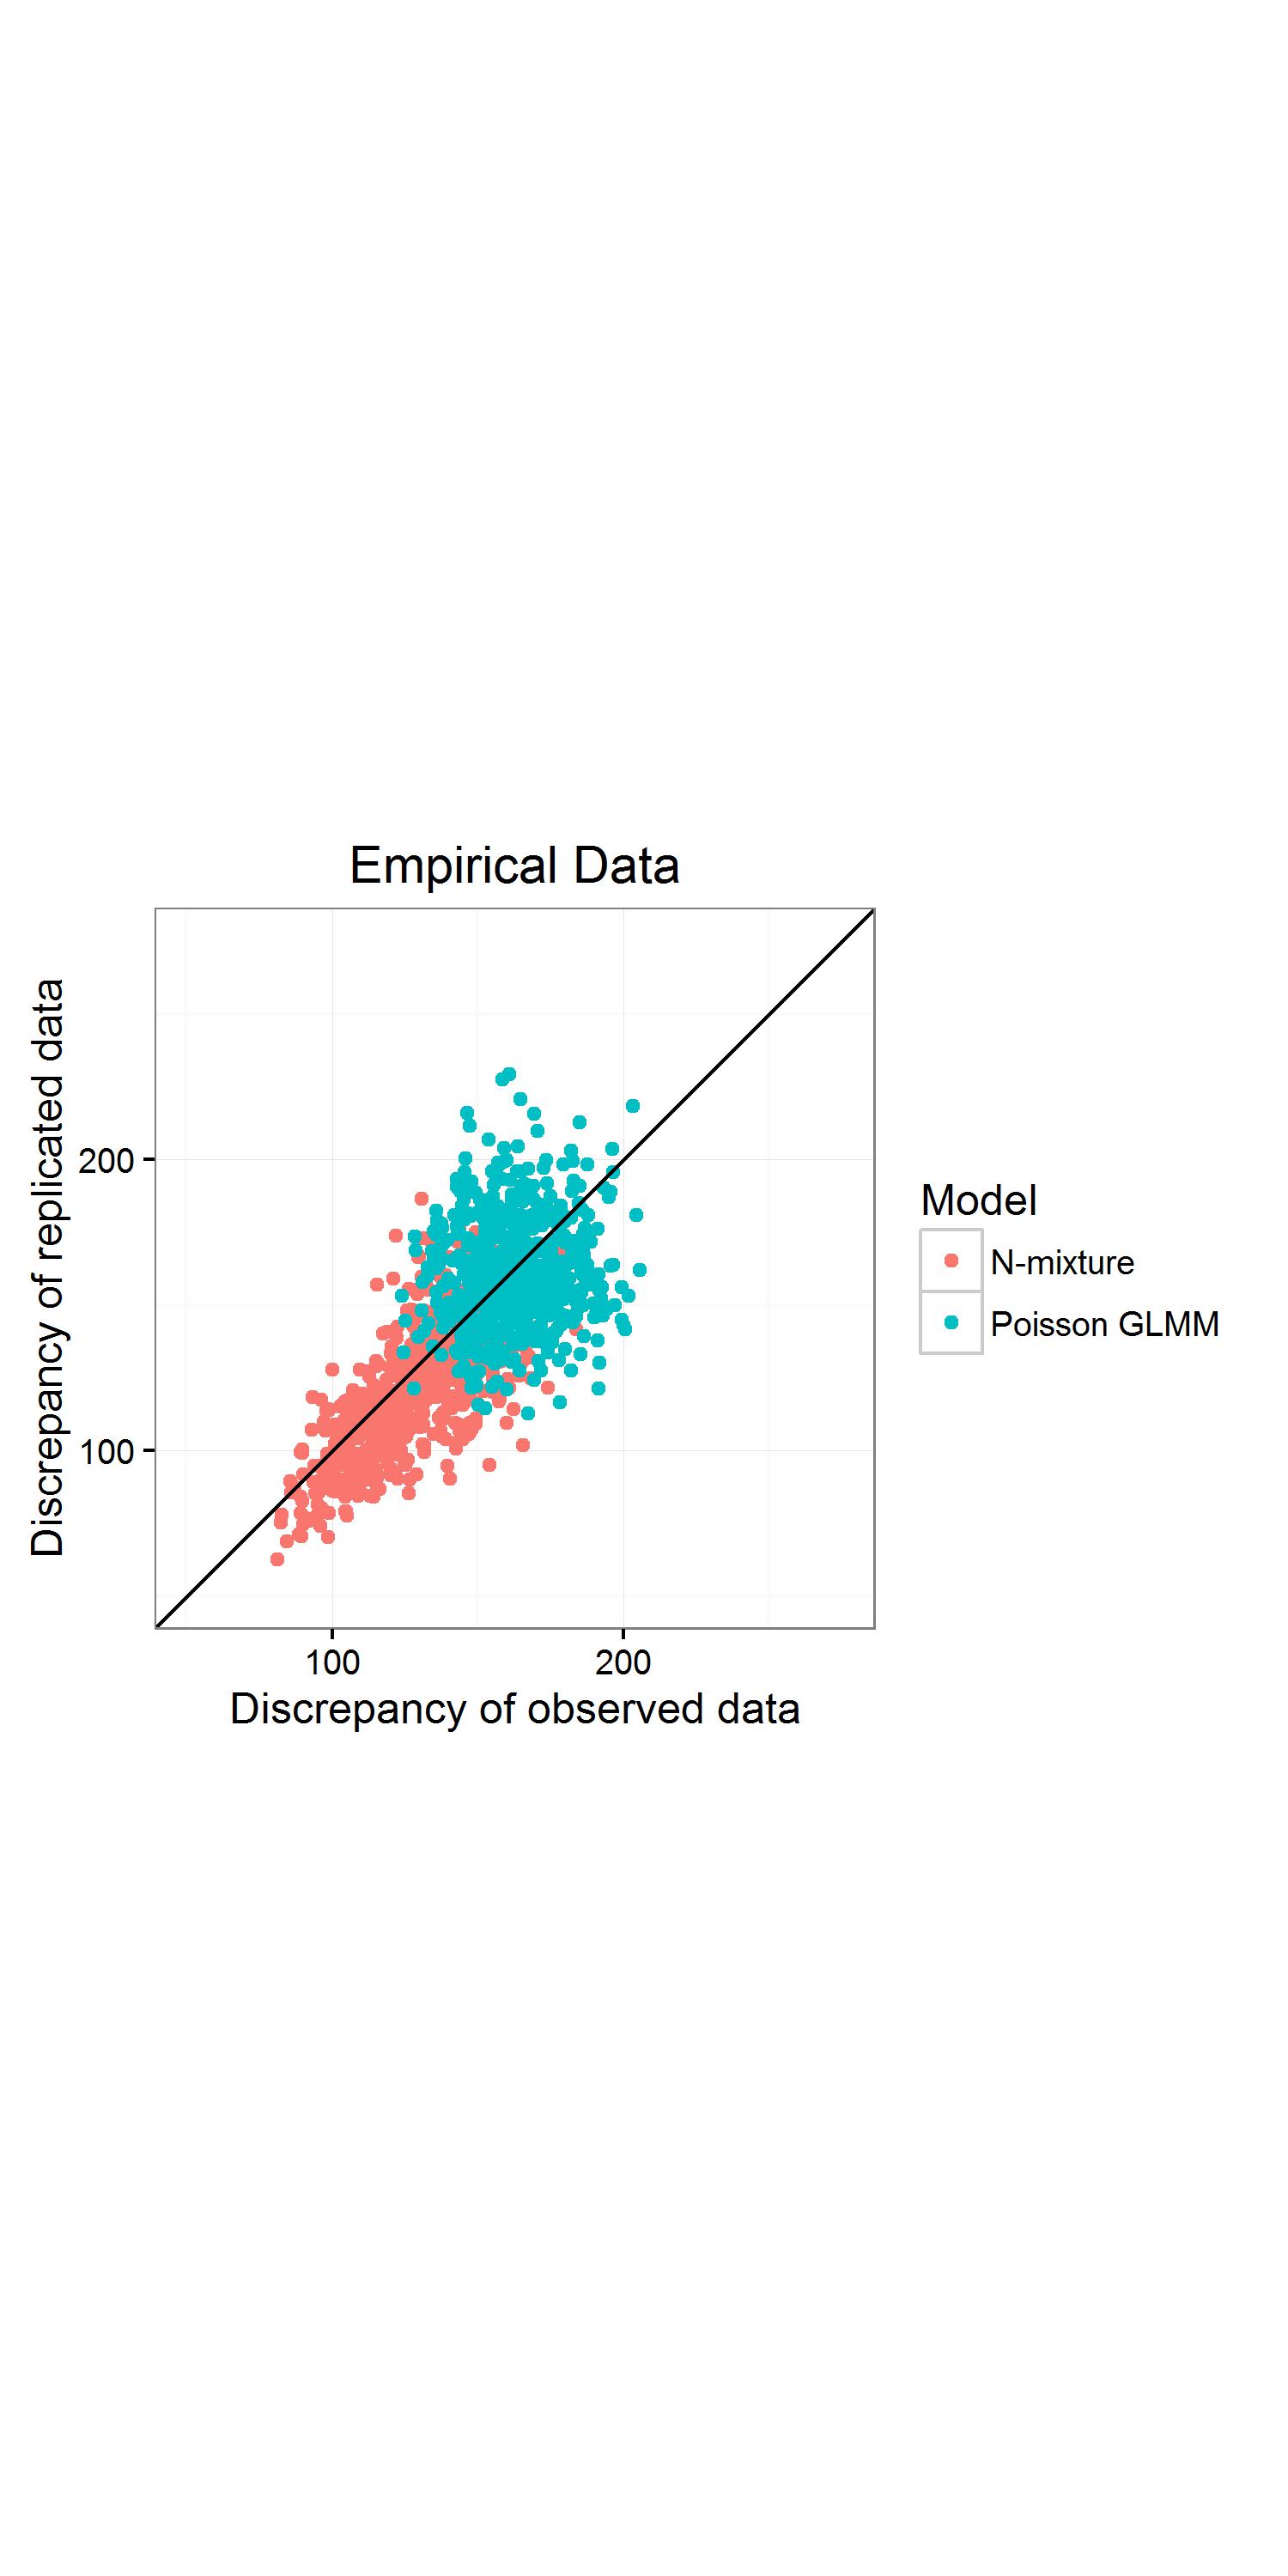 Empirical Data
Discrepancy of replicated data
200
100
100 200
Discrepancy of observed data
Model
N-mixture
Poisson GLMM